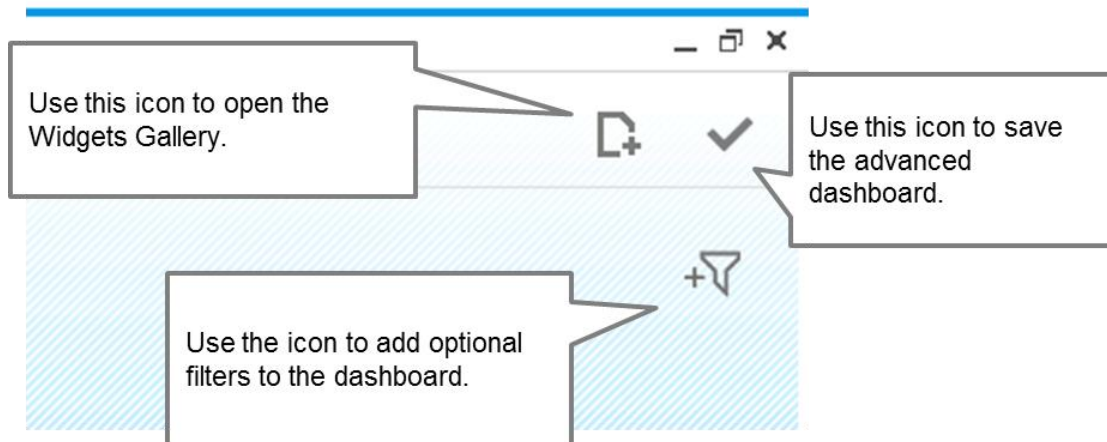 Use this icon to open the
Widgets Gallery.
Use this icon to save
the advanced
dashboard.
Use the icon to add optional
filters to the dashboard.